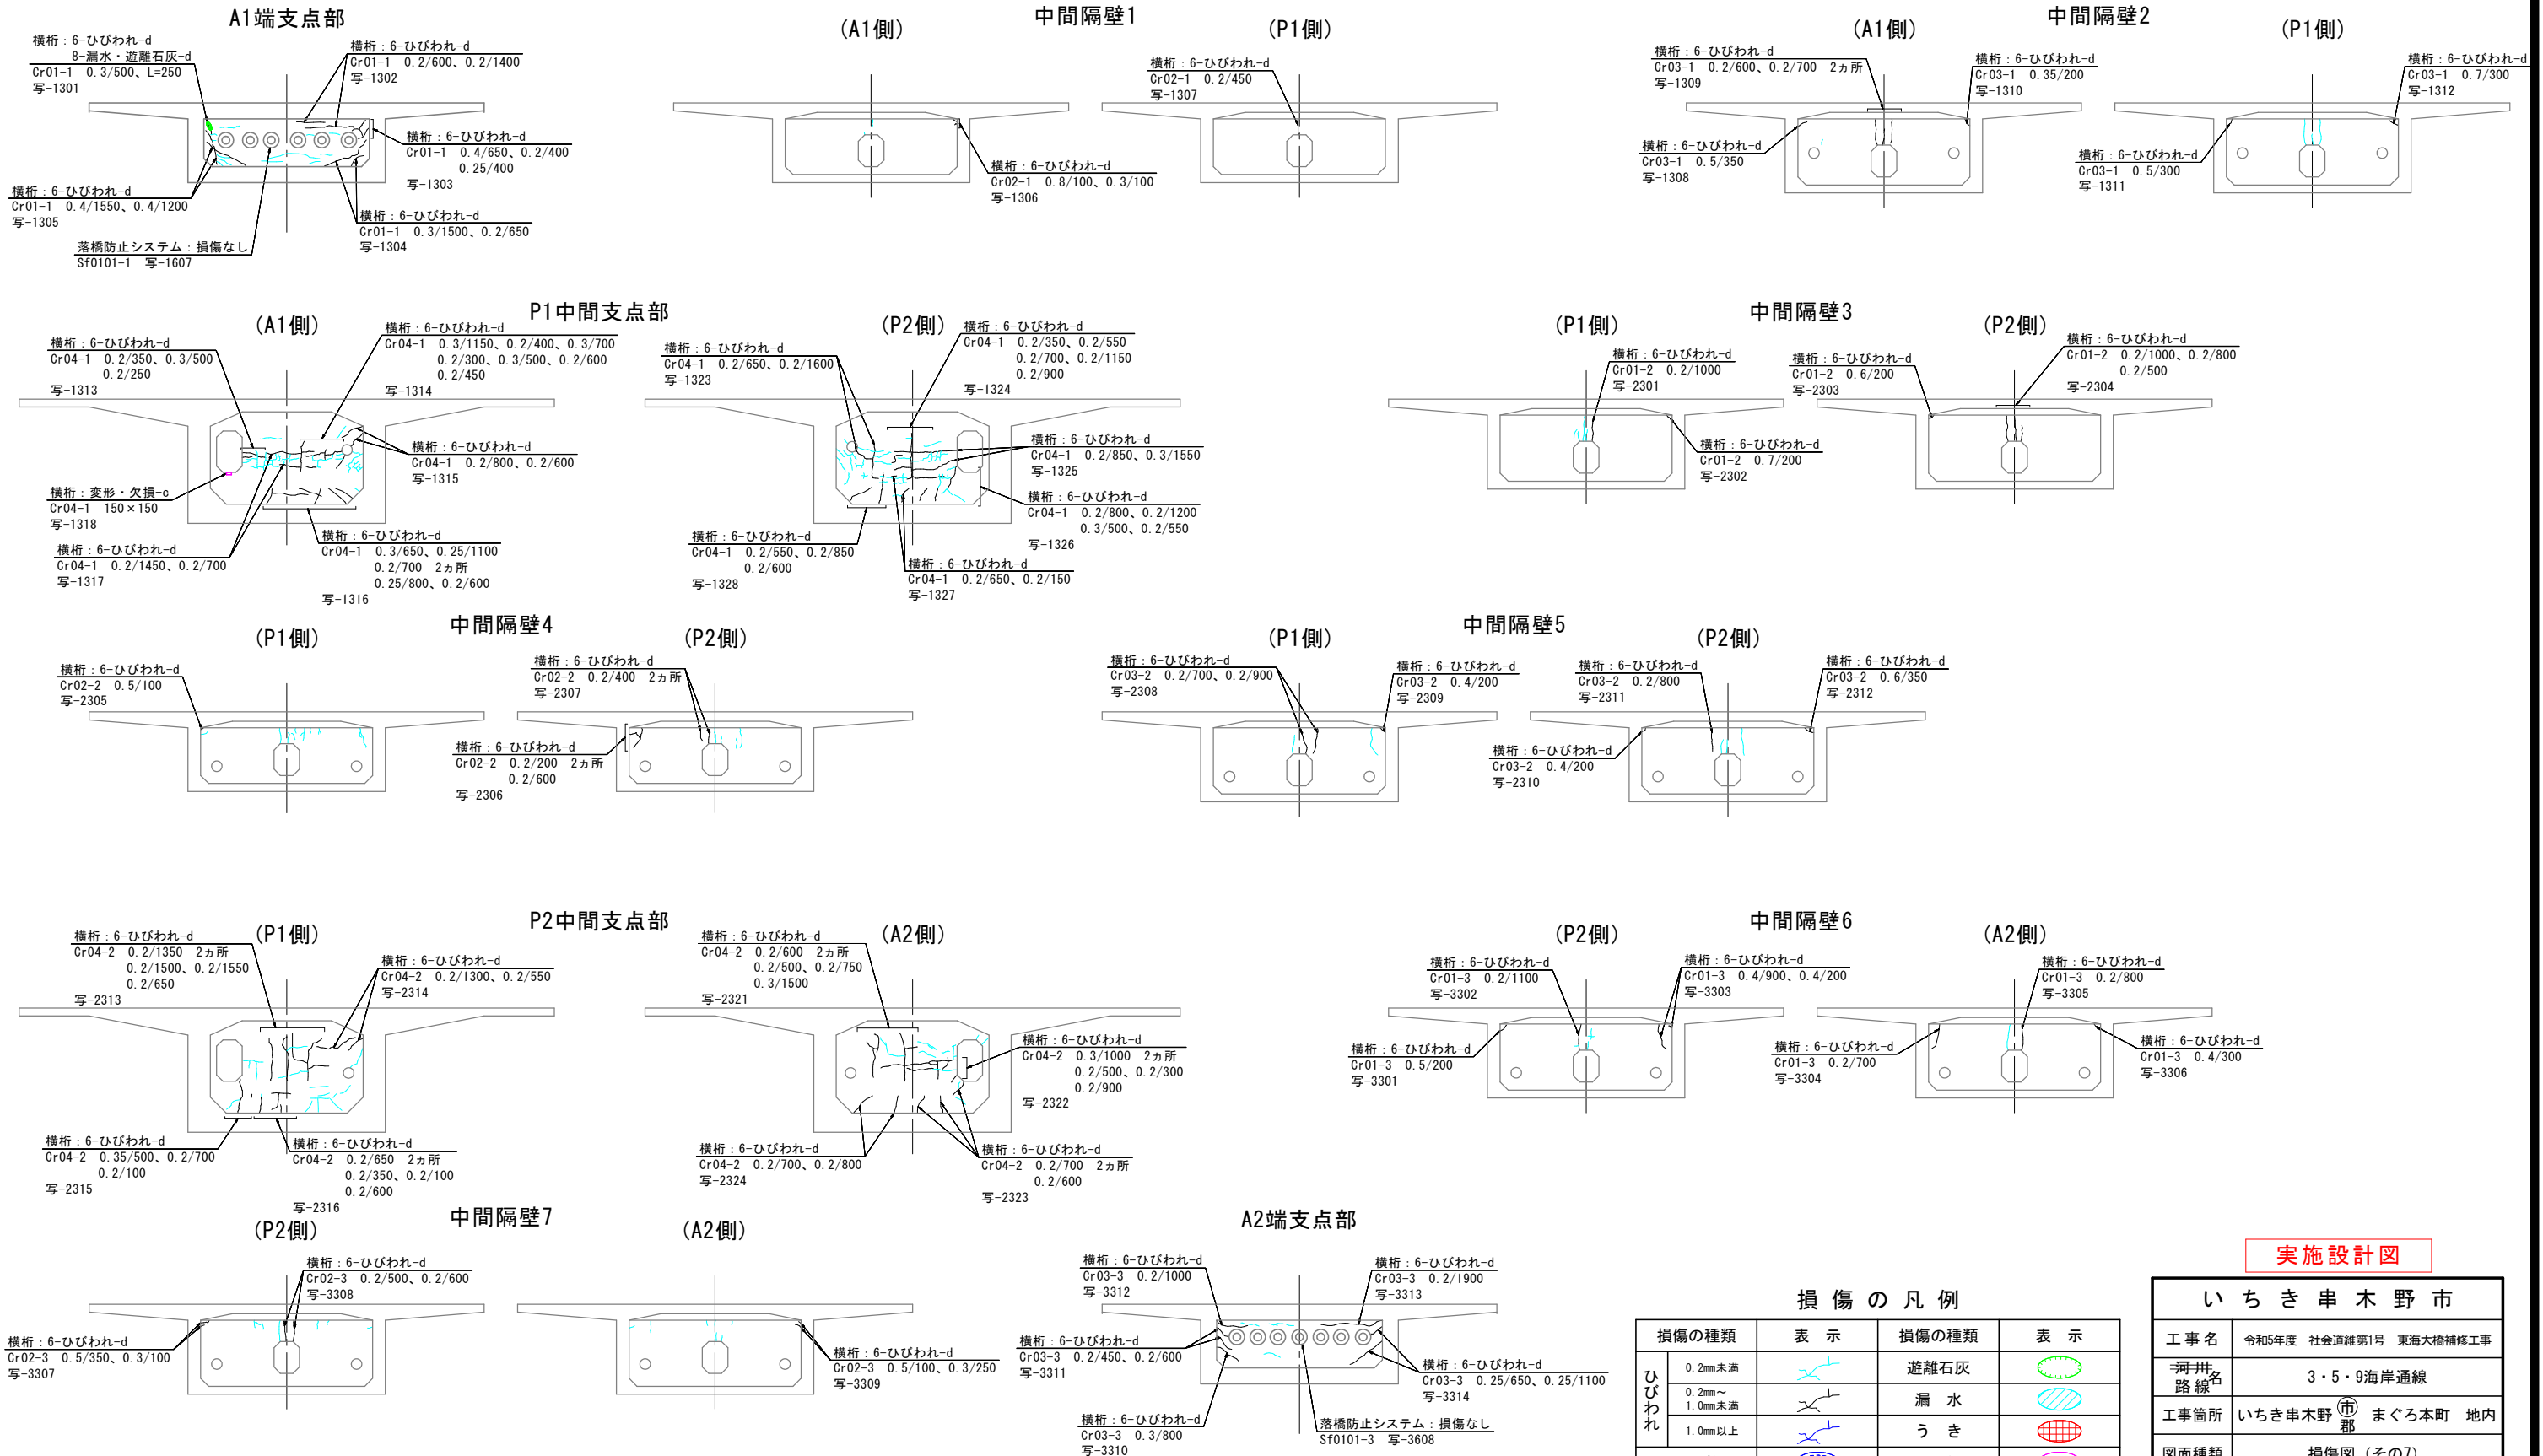 A1端支点部
横桁：6-ひびわれ-d
8-漏水・遊離石灰-d
Cr01-1 0.3/500、L=250
写-1301
横桁：6-ひびわれ-d
Cr01-1 0.2/600、0.2/1400
写-1302
横桁：6-ひびわれ-d
Cr01-1 0.4/650、0.2/400
0.25/400
写-1303
横桁：6-ひびわれ-d
Cr01-1 0.4/1550、0.4/1200
写-1305
横桁：6-ひびわれ-d
Cr01-1 0.3/1500、0.2/650
写-1304
落橋防止システム：損傷なし
Sf0101-1 写-1607
中間隔壁1
(A1側)
(P1側)
横桁：6-ひびわれ-d
Cr02-1 0.2/450
写-1307
横桁：6-ひびわれ-d
Cr02-1 0.8/100、0.3/100
写-1306
中間隔壁2
(A1側)
(P1側)
横桁：6-ひびわれ-d
Cr03-1 0.2/600、0.2/700 2ヵ所
写-1309
横桁：6-ひびわれ-d
Cr03-1 0.35/200
写-1310
横桁：6-ひびわれ-d
Cr03-1 0.7/300
写-1312
横桁：6-ひびわれ-d
Cr03-1 0.5/350
写-1308
横桁：6-ひびわれ-d
Cr03-1 0.5/300
写-1311
P1中間支点部
(A1側)
(P2側)
横桁：6-ひびわれ-d
Cr04-1 0.2/350、0.3/500
0.2/250
写-1313
横桁：6-ひびわれ-d
Cr04-1 0.3/1150、0.2/400、0.3/700
0.2/300、0.3/500、0.2/600
0.2/450
写-1314
横桁：6-ひびわれ-d
Cr04-1 0.2/800、0.2/600
写-1315
横桁：変形・欠損-c
Cr04-1 150×150
写-1318
横桁：6-ひびわれ-d
Cr04-1 0.2/1450、0.2/700
写-1317
横桁：6-ひびわれ-d
Cr04-1 0.3/650、0.25/1100
0.2/700 2ヵ所
0.25/800、0.2/600
写-1316
横桁：6-ひびわれ-d
Cr04-1 0.2/650、0.2/1600
写-1323
横桁：6-ひびわれ-d
Cr04-1 0.2/350、0.2/550
0.2/700、0.2/1150
0.2/900
写-1324
横桁：6-ひびわれ-d
Cr04-1 0.2/850、0.3/1550
写-1325
横桁：6-ひびわれ-d
Cr04-1 0.2/800、0.2/1200
0.3/500、0.2/550
写-1326
横桁：6-ひびわれ-d
Cr04-1 0.2/550、0.2/850
0.2/600
写-1328
横桁：6-ひびわれ-d
Cr04-1 0.2/650、0.2/150
写-1327
中間隔壁3
(P1側)
(P2側)
横桁：6-ひびわれ-d
Cr01-2 0.2/1000
写-2301
横桁：6-ひびわれ-d
Cr01-2 0.7/200
写-2302
横桁：6-ひびわれ-d
Cr01-2 0.6/200
写-2303
横桁：6-ひびわれ-d
Cr01-2 0.2/1000、0.2/800
0.2/500
写-2304
中間隔壁4
(P1側)
(P2側)
横桁：6-ひびわれ-d
Cr02-2 0.5/100
写-2305
横桁：6-ひびわれ-d
Cr02-2 0.2/400 2ヵ所
写-2307
横桁：6-ひびわれ-d
Cr02-2 0.2/200 2ヵ所
0.2/600
写-2306
中間隔壁5
(P1側)
(P2側)
横桁：6-ひびわれ-d
Cr03-2 0.2/700、0.2/900
写-2308
横桁：6-ひびわれ-d
Cr03-2 0.4/200
写-2309
横桁：6-ひびわれ-d
Cr03-2 0.2/800
写-2311
横桁：6-ひびわれ-d
Cr03-2 0.6/350
写-2312
横桁：6-ひびわれ-d
Cr03-2 0.4/200
写-2310
P2中間支点部
(P1側)
(A2側)
横桁：6-ひびわれ-d
Cr04-2 0.2/1350 2ヵ所
0.2/1500、0.2/1550
0.2/650
写-2313
横桁：6-ひびわれ-d
Cr04-2 0.2/1300、0.2/550
写-2314
横桁：6-ひびわれ-d
Cr04-2 0.35/500、0.2/700
0.2/100
写-2315
横桁：6-ひびわれ-d
Cr04-2 0.2/650 2ヵ所
0.2/350、0.2/100
0.2/600
写-2316
横桁：6-ひびわれ-d
Cr04-2 0.2/600 2ヵ所
0.2/500、0.2/750
0.3/1500
写-2321
横桁：6-ひびわれ-d
Cr04-2 0.3/1000 2ヵ所
0.2/500、0.2/300
0.2/900
写-2322
横桁：6-ひびわれ-d
Cr04-2 0.2/700、0.2/800
写-2324
横桁：6-ひびわれ-d
Cr04-2 0.2/700 2ヵ所
0.2/600
写-2323
中間隔壁6
(P2側)
(A2側)
横桁：6-ひびわれ-d
Cr01-3 0.2/1100
写-3302
横桁：6-ひびわれ-d
Cr01-3 0.4/900、0.4/200
写-3303
横桁：6-ひびわれ-d
Cr01-3 0.2/800
写-3305
横桁：6-ひびわれ-d
Cr01-3 0.5/200
写-3301
横桁：6-ひびわれ-d
Cr01-3 0.2/700
写-3304
横桁：6-ひびわれ-d
Cr01-3 0.4/300
写-3306
中間隔壁7
(P2側)
(A2側)
横桁：6-ひびわれ-d
Cr02-3 0.2/500、0.2/600
写-3308
横桁：6-ひびわれ-d
Cr02-3 0.5/350、0.3/100
写-3307
横桁：6-ひびわれ-d
Cr02-3 0.5/100、0.3/250
写-3309
A2端支点部
横桁：6-ひびわれ-d
Cr03-3 0.2/1000
写-3312
横桁：6-ひびわれ-d
Cr03-3 0.2/1900
写-3313
横桁：6-ひびわれ-d
Cr03-3 0.2/450、0.2/600
写-3311
横桁：6-ひびわれ-d
Cr03-3 0.25/650、0.25/1100
写-3314
横桁：6-ひびわれ-d
Cr03-3 0.3/800
写-3310
落橋防止システム：損傷なし
Sf0101-3 写-3608
損傷の凡例
損傷の種類 表示 損傷の種類 表示
ひびわれ
0.2mm未満 遊離石灰
0.2mm～
1.0mm未満 漏水
1.0mm以上 うき
実施設計図
いちき串木野市
工事名 令和5年度 社会道維第1号 東海大橋補修工事
河川
路線 名 3・5・9海岸通線
工事箇所 いちき串木野 市 郡 まぐろ本町 地内
図面種類 損傷図（その7）